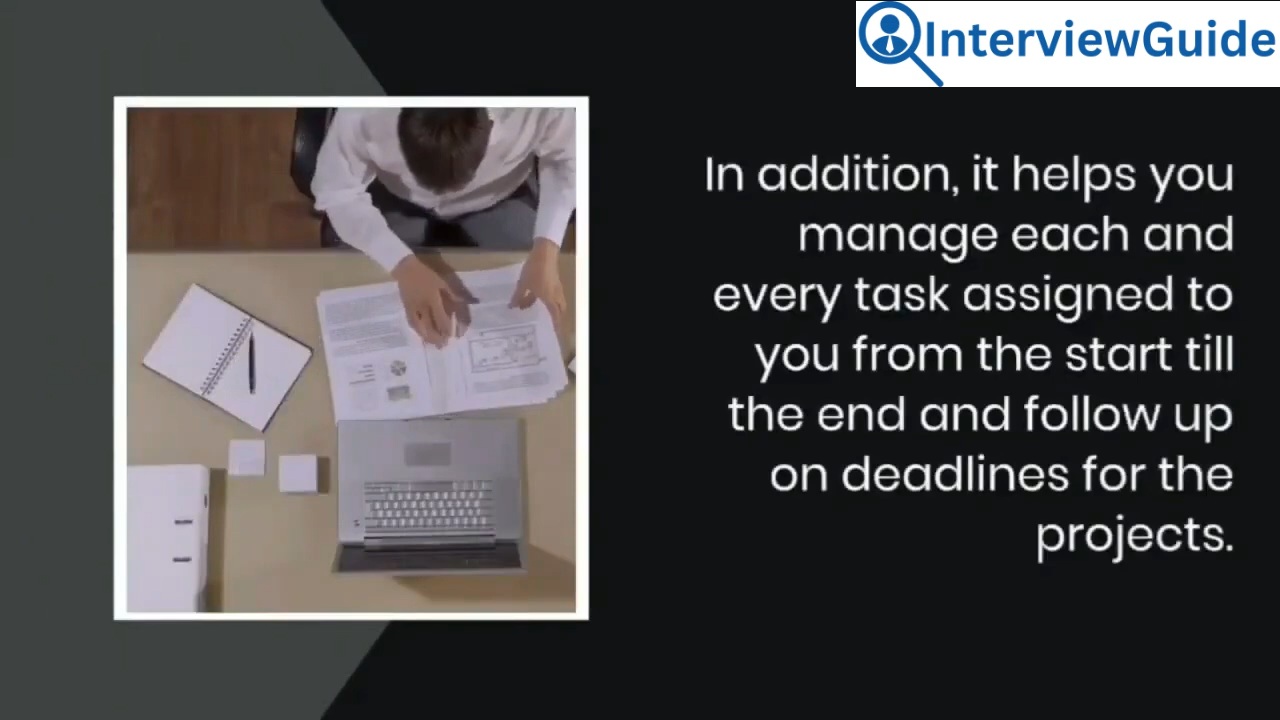 InterviewGuide
In addition, it helps you
manage each and
every task assigned to
you from the start till
the end and follow up
on deadlines for the
projects.